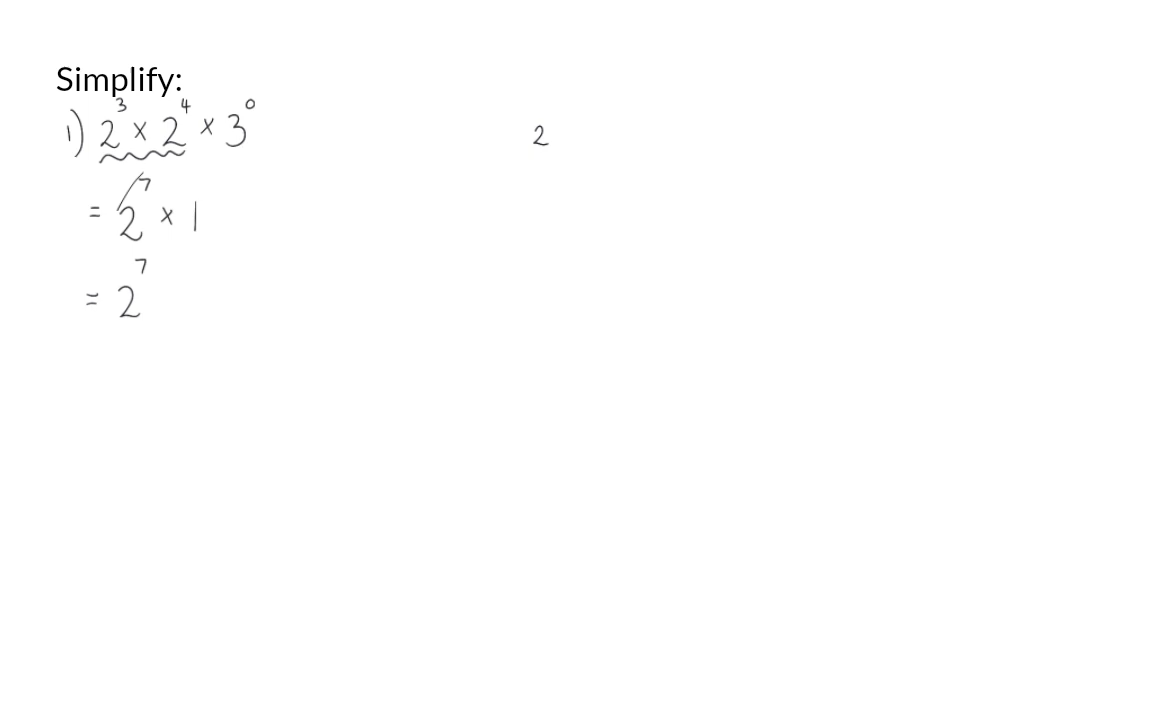 Simplify:
1) 2³ × 2⁴ × 3⁰
2
= 2⁷ × 1
= 2⁷